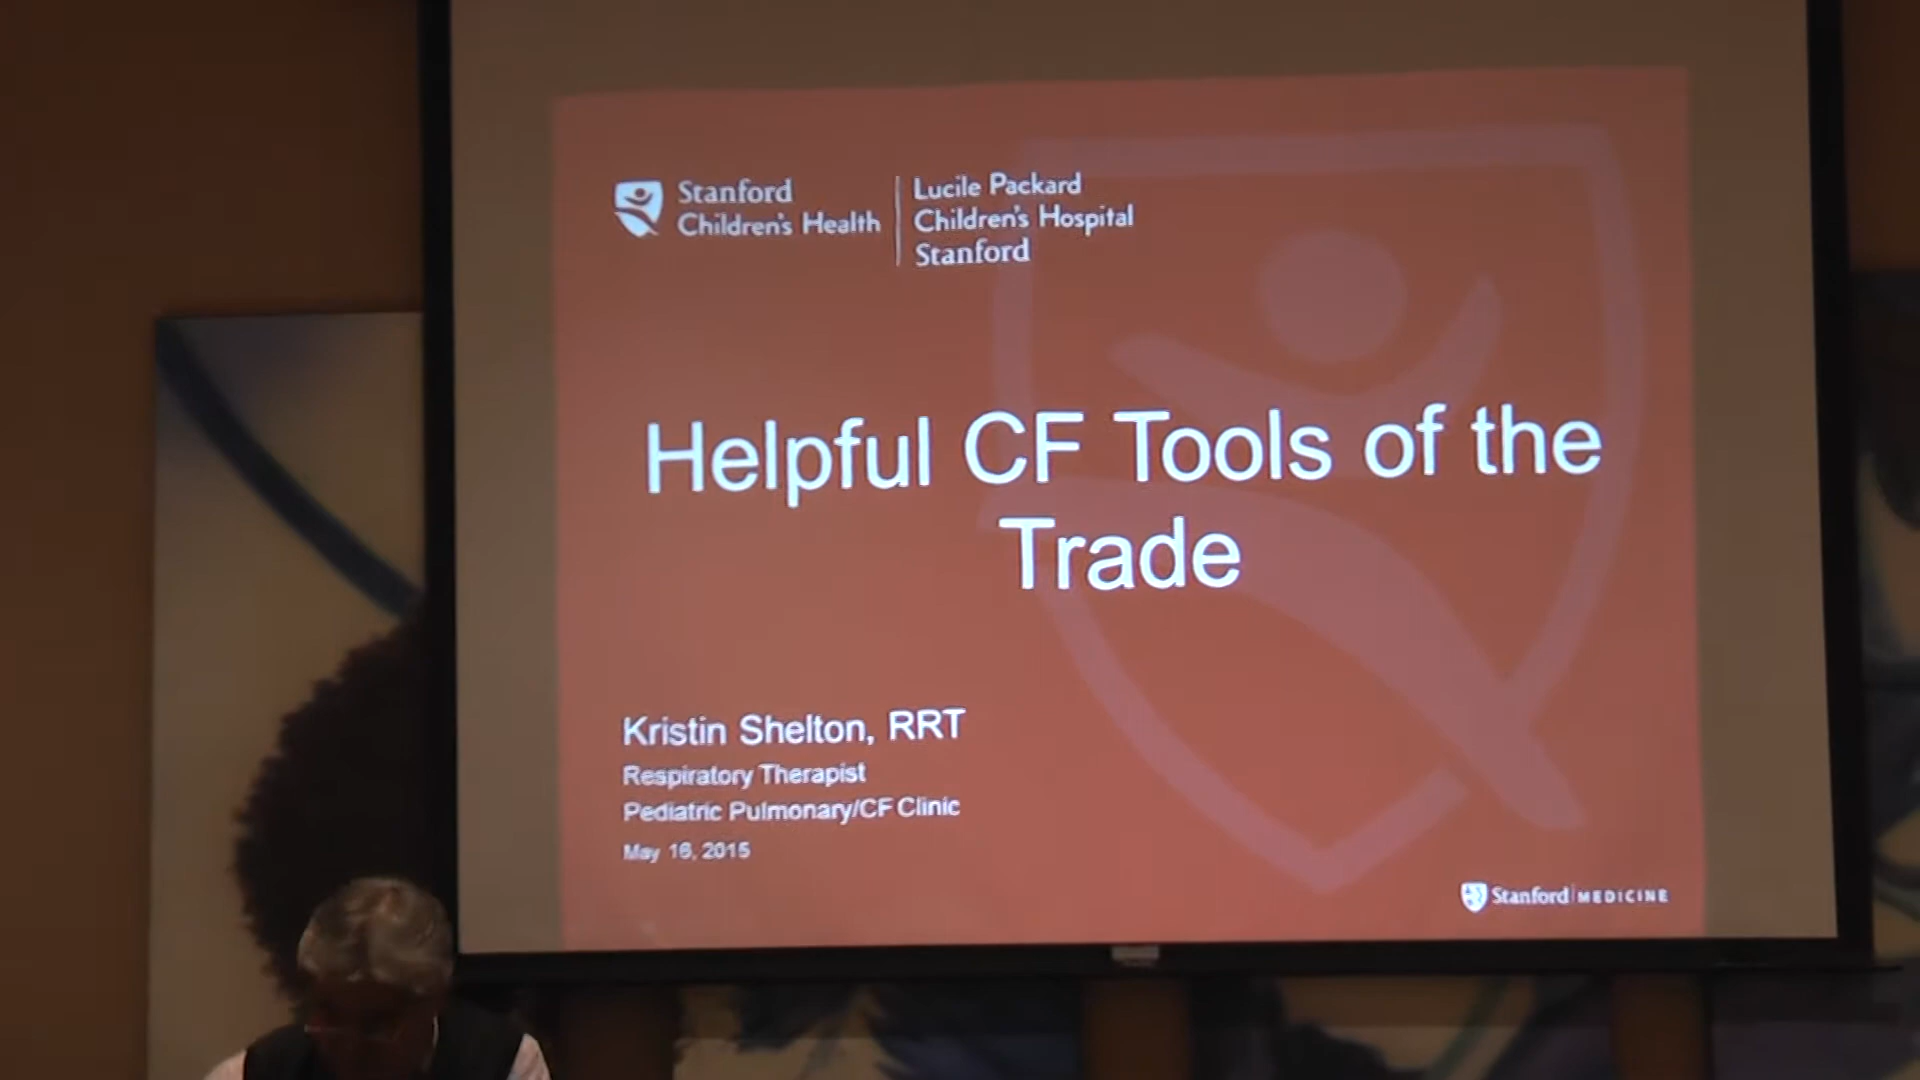 Stanford
Children's Health
Lucile Packard
Children's Hospital
Stanford
Helpful CF Tools of the
Trade
Kristin Shelton, RRT
Respiratory Therapist
Pediatric Pulmonary/CF Clinic
May 16, 2015
Stanford MEDICINE